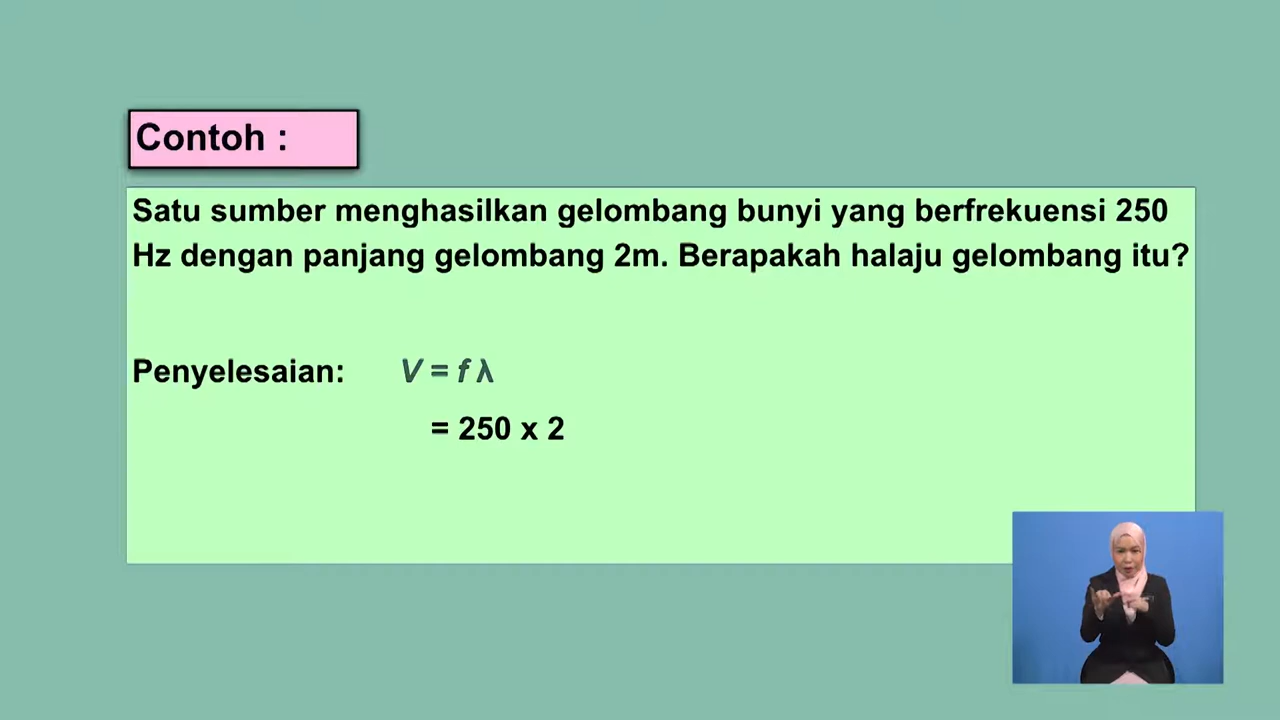 Contoh :
Satu sumber menghasilkan gelombang bunyi yang berfrekuensi 250
Hz dengan panjang gelombang 2m. Berapakah halaju gelombang itu?
Penyelesaian: V = f λ
= 250 x 2